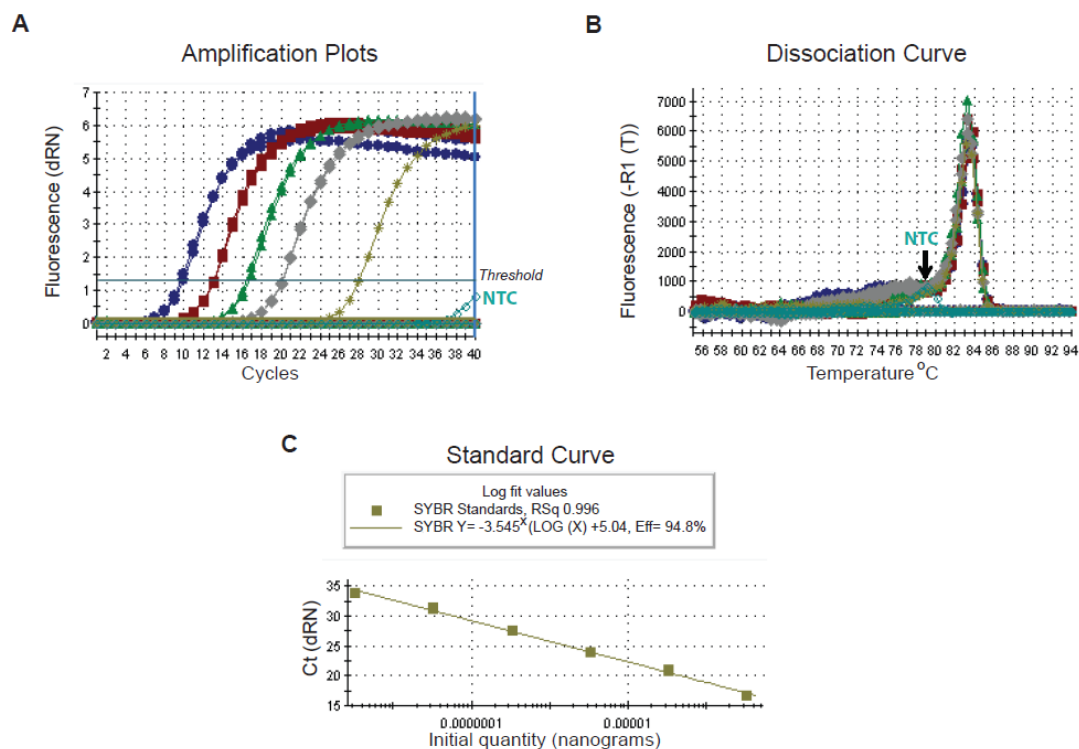 A
Amplification Plots
7
6
5
4
3
2
1
0
Fluorescence (dRN)
Threshold
NTC
2 4 6 8 10 12 14 16 18 20 22 24 26 28 30 32 34 36 38 40
Cycles
B
Dissociation Curve
7000
6000
5000
4000
3000
2000
1000
0
Fluorescence (-R1 (T))
NTC
56 58 60 62 64 66 68 70 72 74 76 78 80 82 84 86 88 90 92 94
Temperature °C
C
Standard Curve
Log fit values
SYBR Standards, RSq 0.996
SYBR Y= -3.545x(LOG (X) +5.04, Eff= 94.8%
35
30
25
20
15
Ct (dRN)
0.0000001 0.00001
Initial quantity (nanograms)